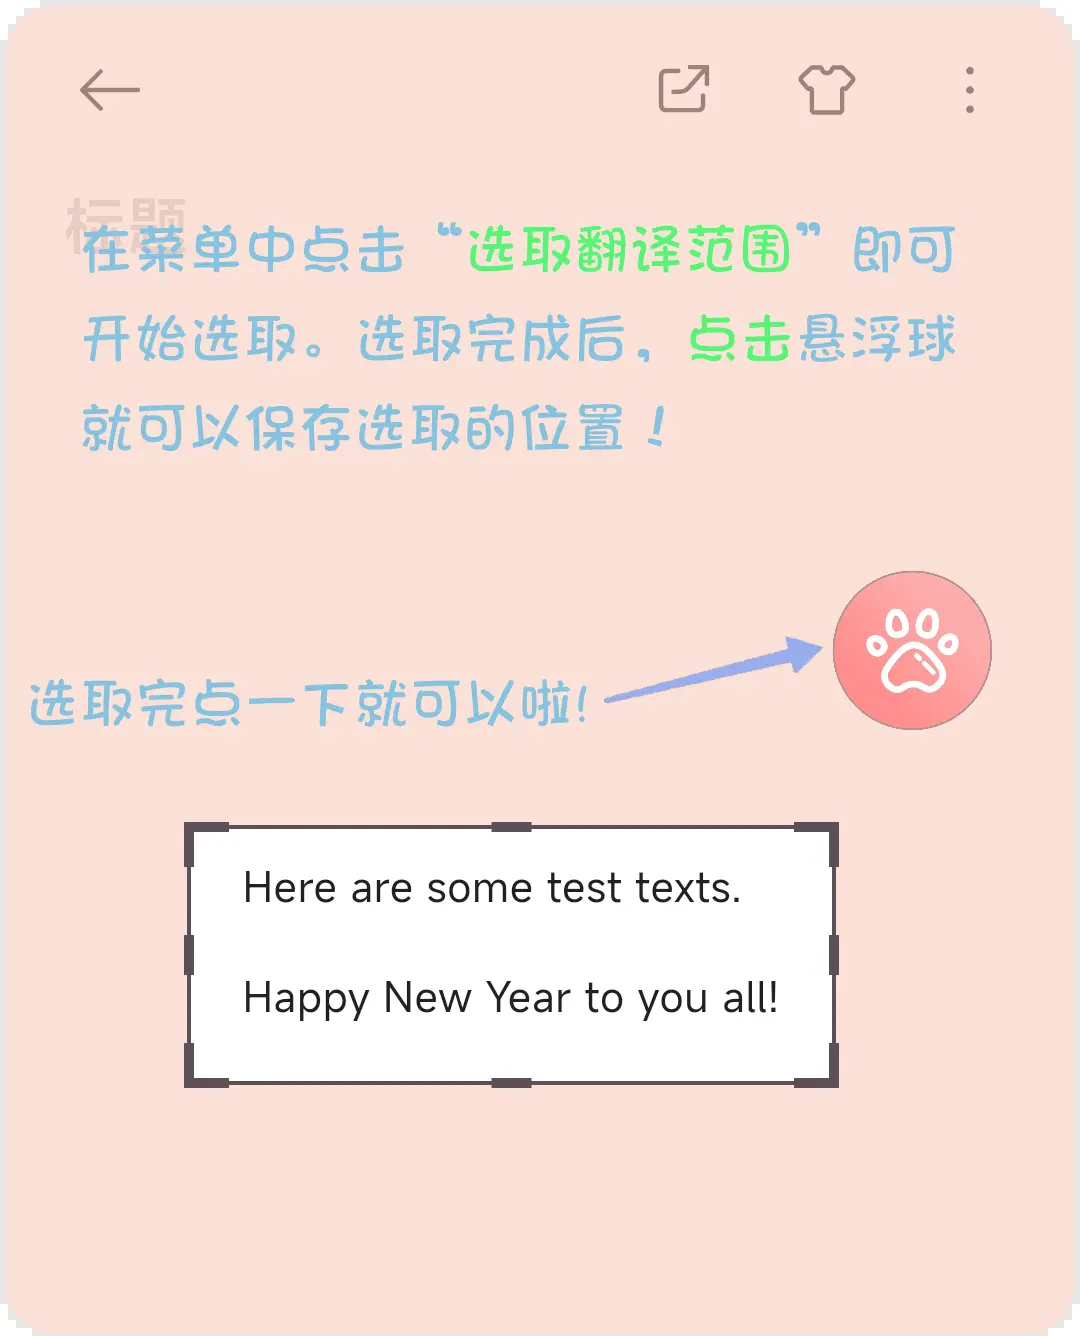 标题
在菜单中点击“选取翻译范围”即可
开始选取。选取完成后，点击悬浮球
就可以保存选取的位置！
选取完点一下就可以啦!
Here are some test texts.
Happy New Year to you all!